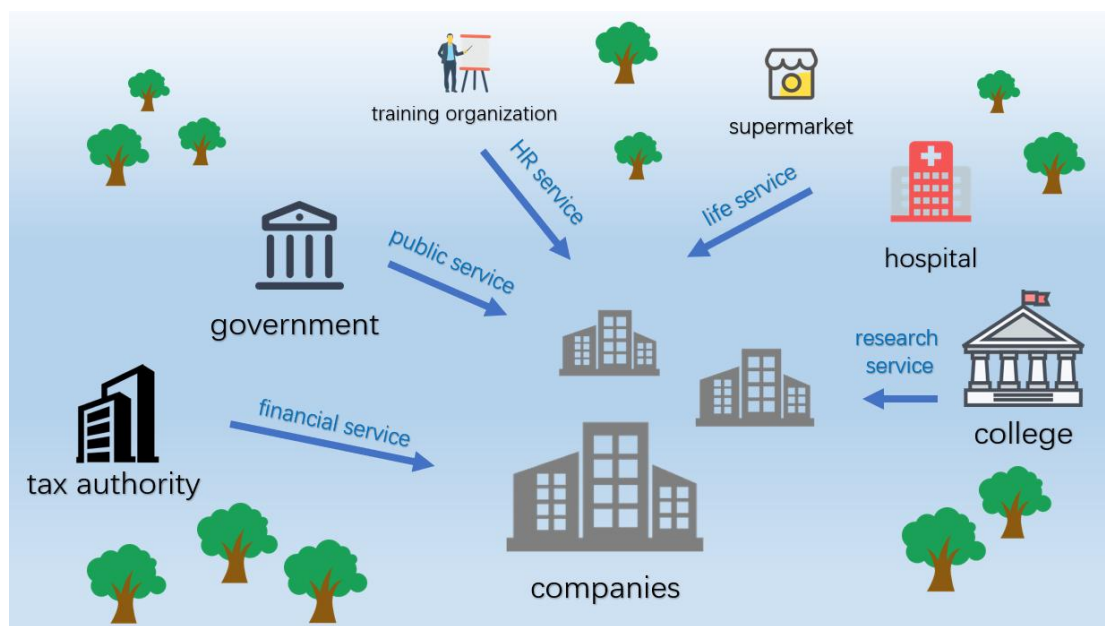 training organization
supermarket
HR service
life service
hospital
public service
government
research
service
college
financial service
tax authority
companies